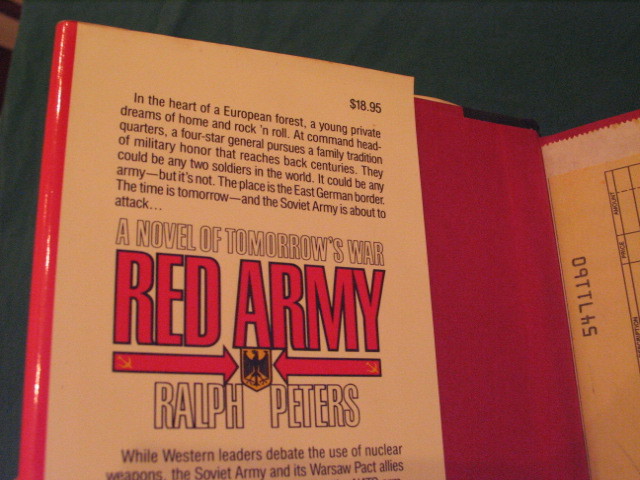 $18.95
In the heart of a European forest, a young private
dreams of home and rock 'n roll. At command head-
quarters, a four-star general pursues a family tradition
of military honor that reaches back centuries. They
could be any two soldiers in the world. It could be any
army—but it's not. The place is the East German border.
The time is tomorrow—and the Soviet Army is about to
attack...
A NOVEL OF TOMORROW'S WAR
RED ARMY
RALPH PETERS
While Western leaders debate the use of nuclear
weapons, the Soviet Army and its Warsaw Pact allies
AMOUNT
PRICE